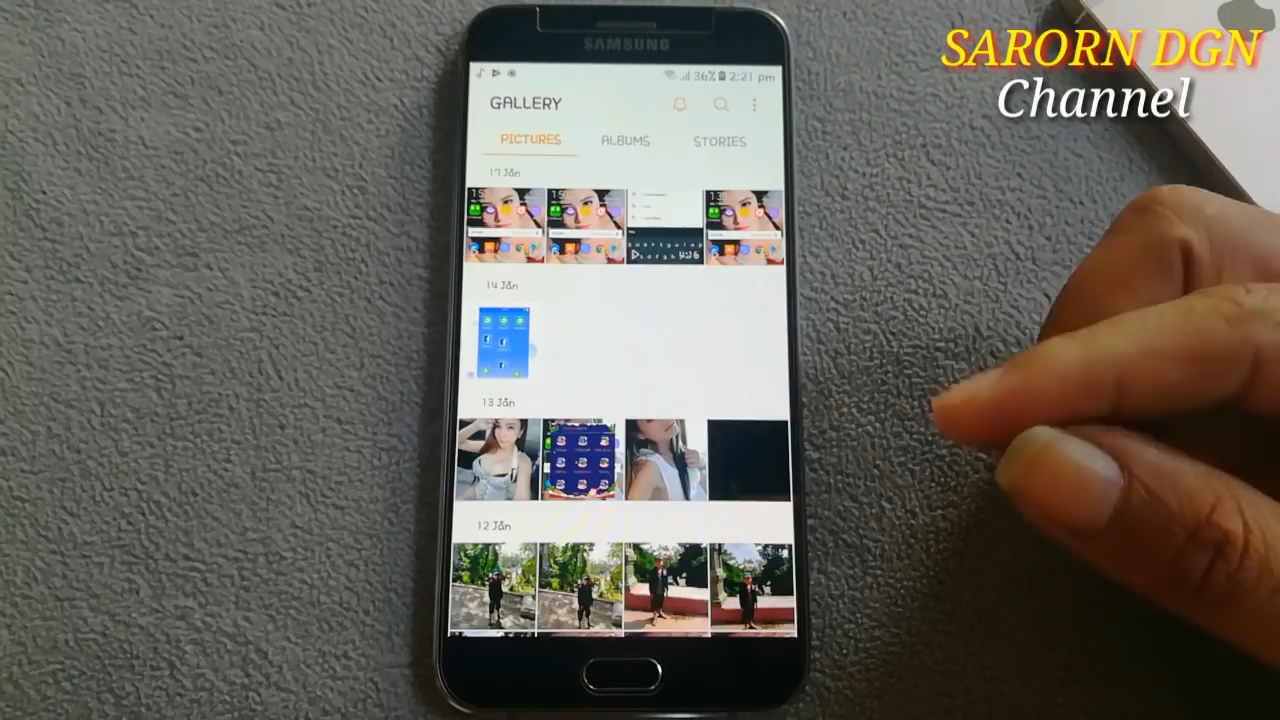 SARORN DGN
Channel
SAMSUNG
36% 2:21 pm
GALLERY
PICTURES ALBUMS STORIES
17 Jan
14 Jan
13 Jan
12 Jan